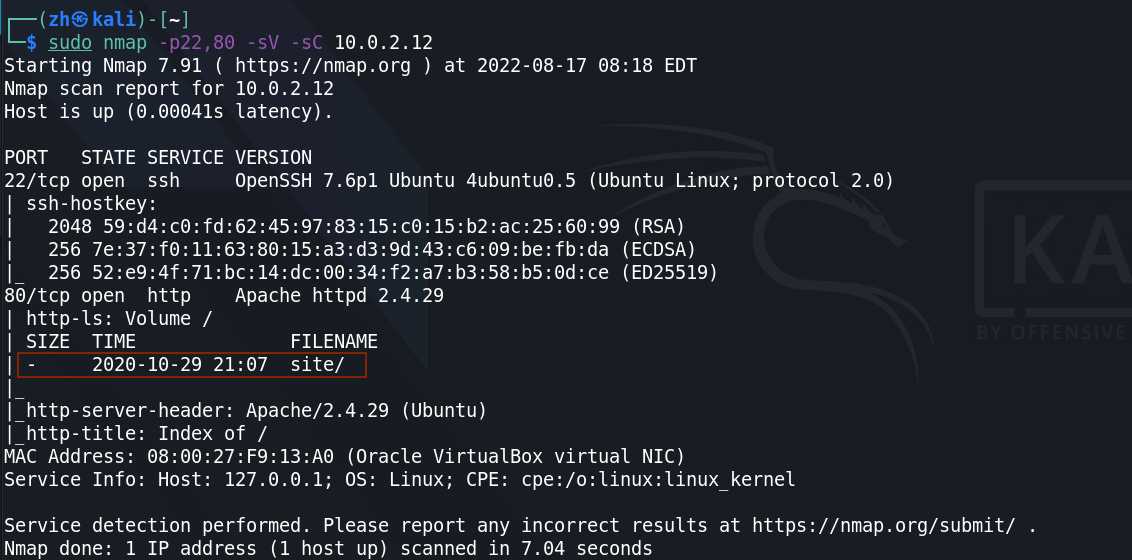 ┌──(zh㉿kali)-[~]
└─$ sudo nmap -p22,80 -sV -sC 10.0.2.12
Starting Nmap 7.91 ( https://nmap.org ) at 2022-08-17 08:18 EDT
Nmap scan report for 10.0.2.12
Host is up (0.00041s latency).

PORT   STATE SERVICE VERSION
22/tcp open  ssh     OpenSSH 7.6p1 Ubuntu 4ubuntu0.5 (Ubuntu Linux; protocol 2.0)
| ssh-hostkey:
|   2048 59:d4:c0:fd:62:45:97:83:15:c0:15:b2:ac:25:60:99 (RSA)
|   256 7e:37:f0:11:63:80:15:a3:d3:9d:43:c6:09:be:fb:da (ECDSA)
|_  256 52:e9:4f:71:bc:14:dc:00:34:f2:a7:b3:58:b5:0d:ce (ED25519)
80/tcp open  http    Apache httpd 2.4.29
| http-ls: Volume /
| SIZE  TIME              FILENAME
| -     2020-10-29 21:07  site/
|_
|_http-server-header: Apache/2.4.29 (Ubuntu)
|_http-title: Index of /
MAC Address: 08:00:27:F9:13:A0 (Oracle VirtualBox virtual NIC)
Service Info: Host: 127.0.0.1; OS: Linux; CPE: cpe:/o:linux:linux_kernel

Service detection performed. Please report any incorrect results at https://nmap.org/submit/ .
Nmap done: 1 IP address (1 host up) scanned in 7.04 seconds
KA
BY OFFENSIVE